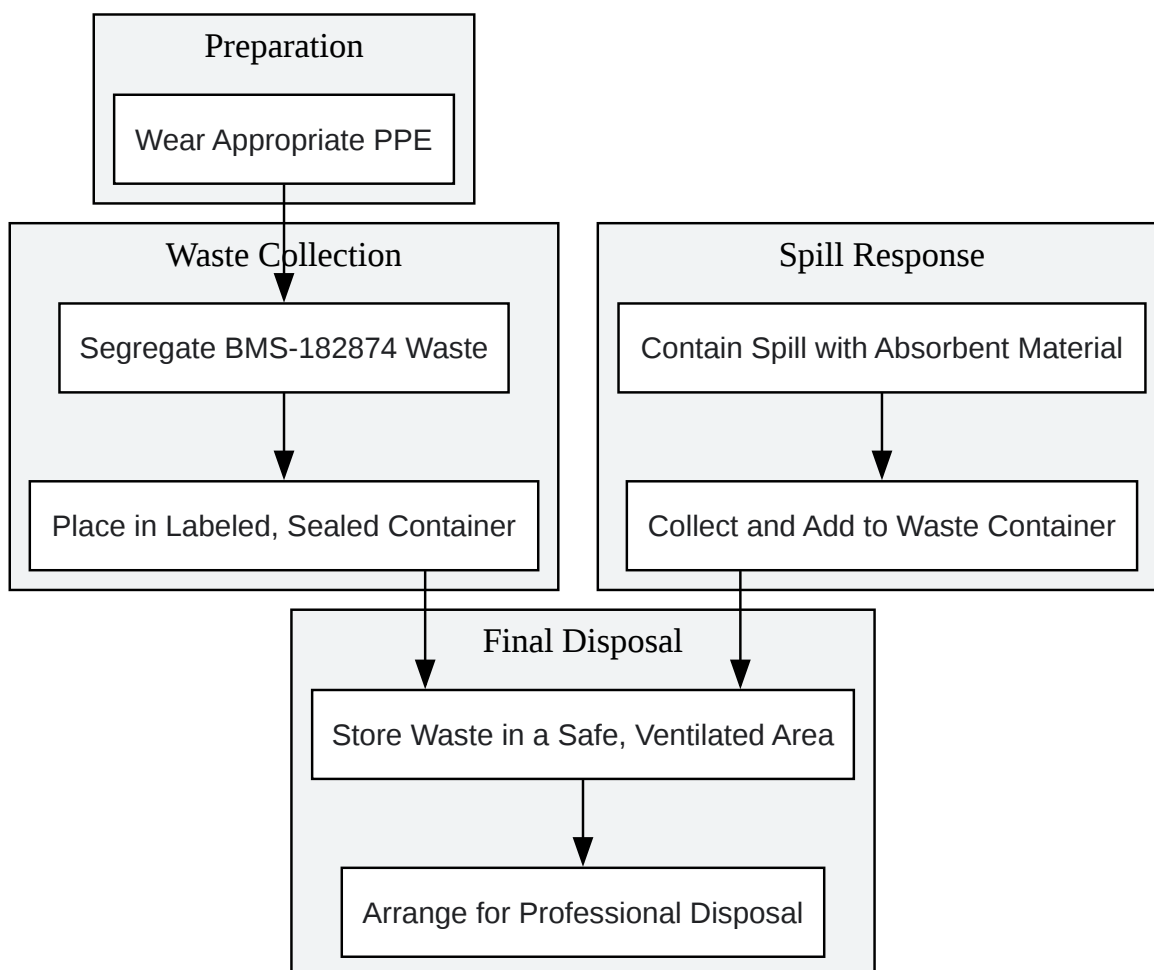 Preparation
Wear Appropriate PPE
Waste Collection
Segregate BMS-182874 Waste
Place in Labeled, Sealed Container
Spill Response
Contain Spill with Absorbent Material
Collect and Add to Waste Container
Final Disposal
Store Waste in a Safe, Ventilated Area
Arrange for Professional Disposal